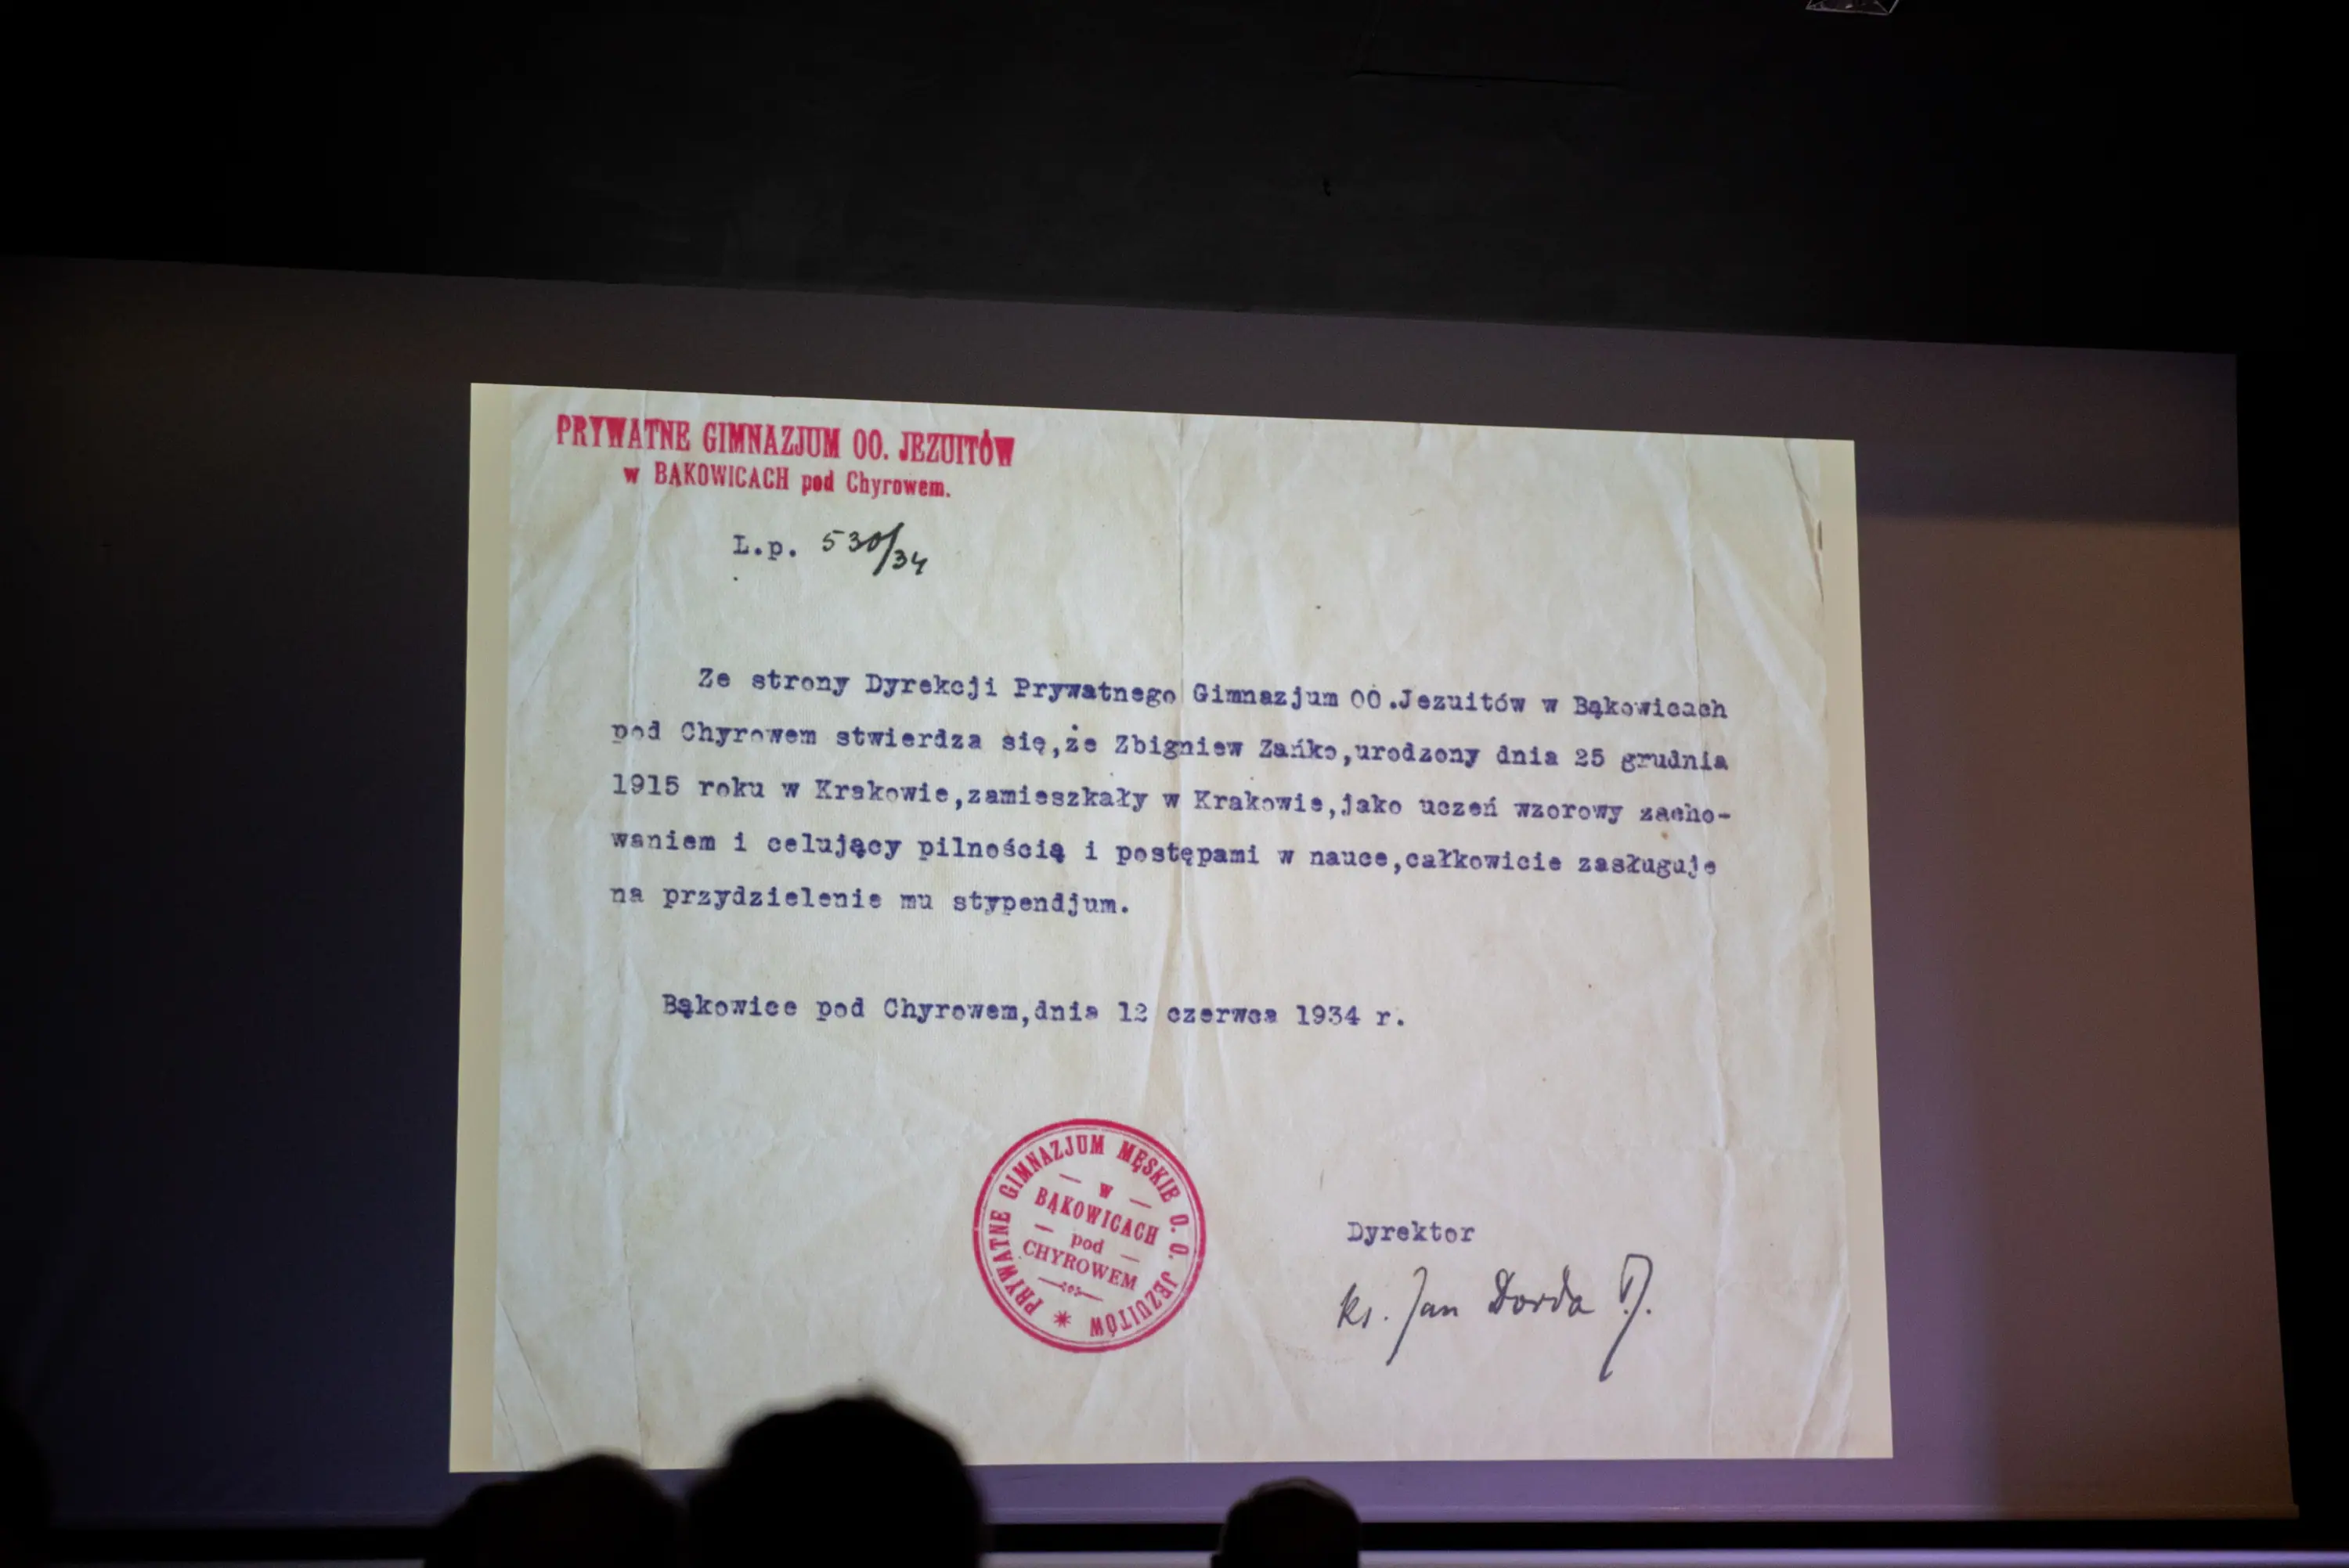 PRYWATNE GIMNAZJUM OO. JEZUITÓW
w BĄKOWICACH pod Chyrowem.
L.p. 530/34
Ze strony Dyrekcji Prywatnego Gimnazjum OO.Jezuitów w Bąkowicach
pod Chyrowem stwierdza się,że Zbigniew Zańko,urodzony dnia 25 grudnia
1915 roku w Krakowie,zamieszkały w Krakowie,jako uczeń wzorowy zacho-
waniem i celujący pilnością i postępami w nauce,całkowicie zasługuje
na przydzielenie mu stypendjum.
Bąkowice pod Chyrowem,dnia 12 czerwca 1934 r.
PRYWATNE GIMNAZJUM MĘSKIE O. O. JEZUITÓW
w
BĄKOWICACH
pod
CHYROWEM
Dyrektor
ks. Jan Dorda